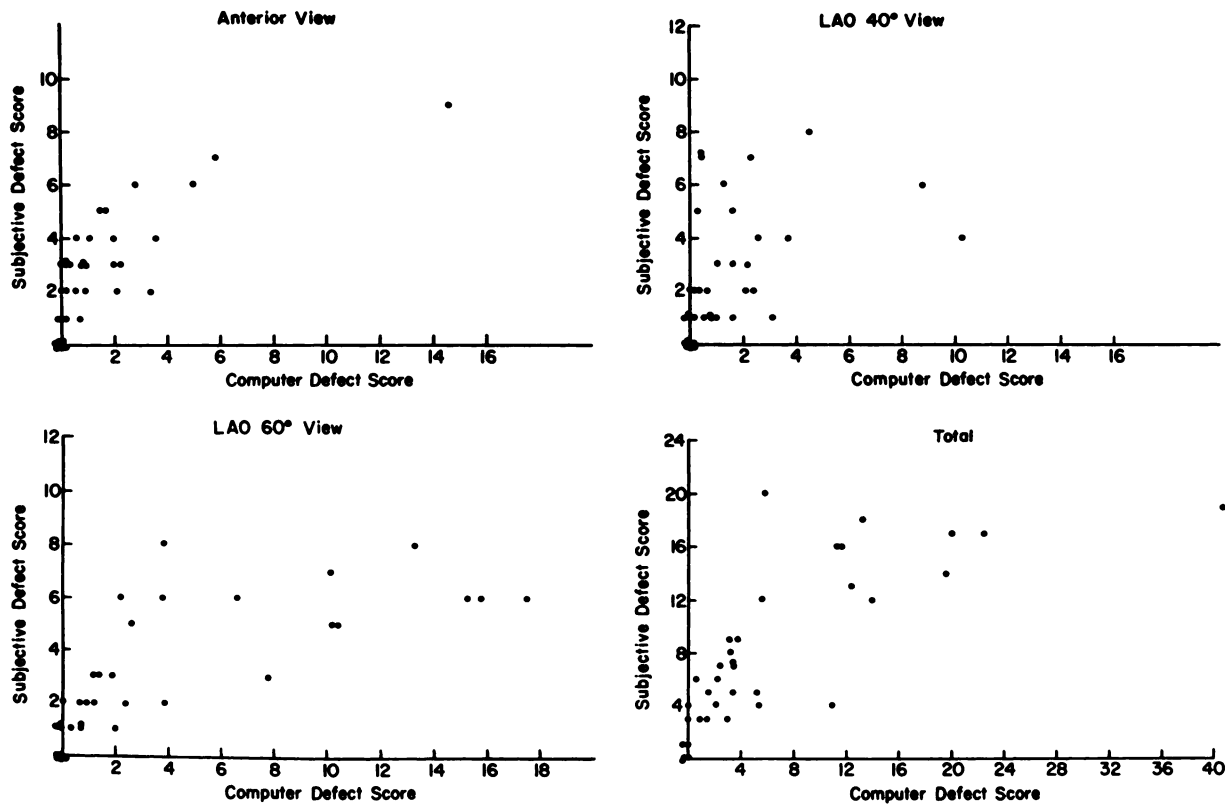 Anterior View
Subjective Defect Score
10
8
6
4
2
2 4 6 8 10 12 14 16
Computer Defect Score
LAO 40° View
Subjective Defect Score
10
8
6
4
2
0
2 4 6 8 10 12 14 16
Computer Defect Score
LAO 60° View
Subjective Defect Score
12
10
8
6
4
2
0
2 4 6 8 10 12 14 16 18
Computer Defect Score
Total
Subjective Defect Score
24
20
16
12
8
4
4 8 12 16 20 24 28 32 36 40
Computer Defect Score